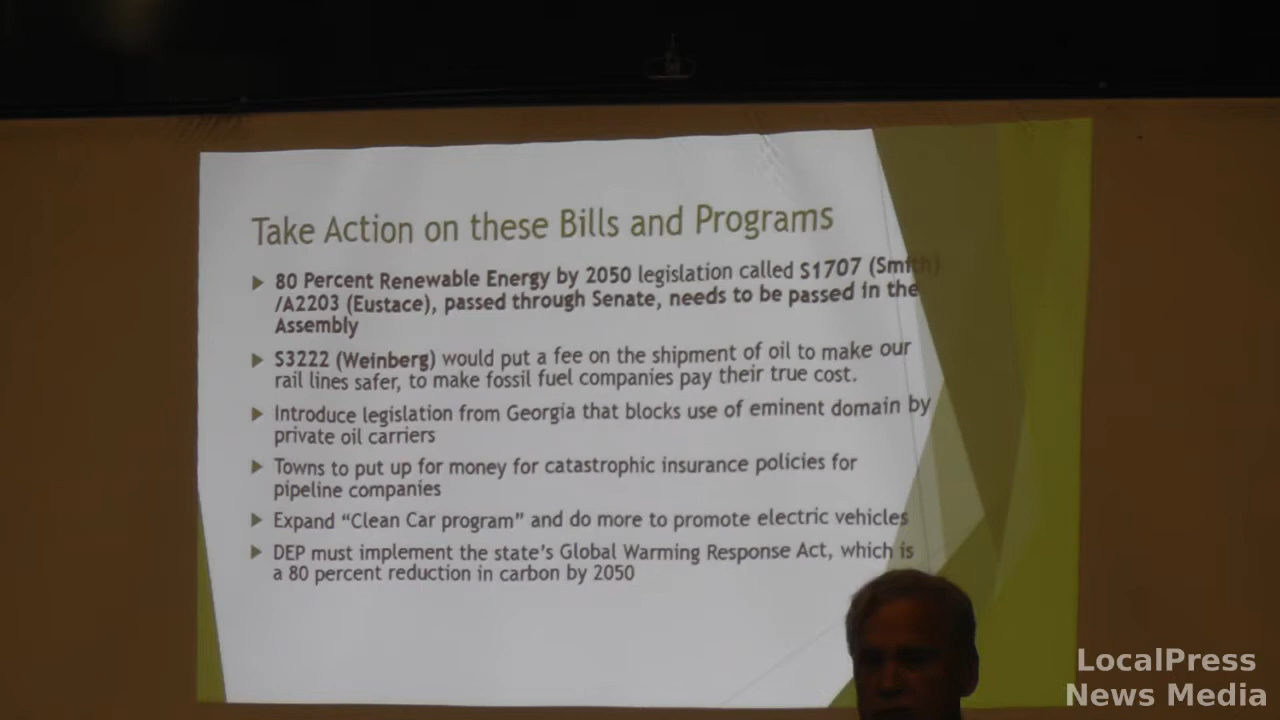 Take Action on these Bills and Programs
80 Percent Renewable Energy by 2050 legislation called S1707 (Smith)
/A2203 (Eustace), passed through Senate, needs to be passed in the
Assembly
S3222 (Weinberg) would put a fee on the shipment of oil to make our
rail lines safer, to make fossil fuel companies pay their true cost.
Introduce legislation from Georgia that blocks use of eminent domain by
private oil carriers
Towns to put up for money for catastrophic insurance policies for
pipeline companies
Expand “Clean Car program” and do more to promote electric vehicles
DEP must implement the state’s Global Warming Response Act, which is
a 80 percent reduction in carbon by 2050
LocalPress
News Media